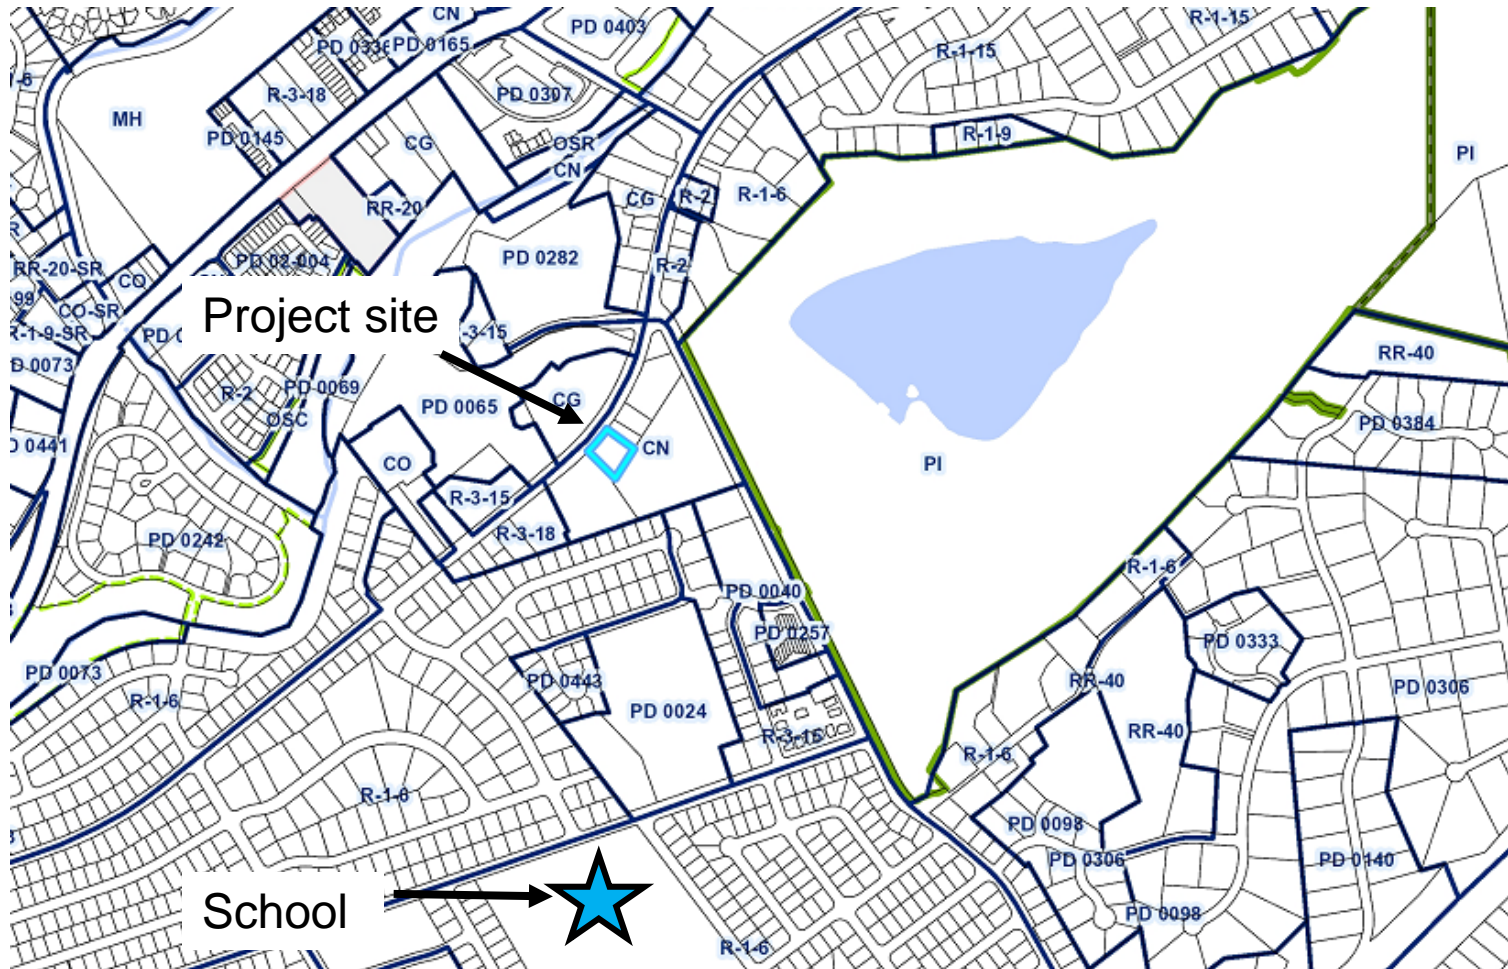 CN
PD 0403
R-1-15
PD 0165
R-1-15
R-3-18
PD 0307
MH
PD 0145
CG
OSR
R-1-9
PI
CN
CG
R-2
R-1-6
RR-20
PD 0282
PD 02-004
R-2
RR-20-SR
CO
CO-SR
R-1-9-SR
Project site
-3-15
RR-40
PD 0073
R-2
PD 0069
OSC
PD 0065
CG
PD 0384
0441
CO
CN
PI
R-3-15
R-3-18
PD 0242
R-1-6
PD 0040
PD 0257
PD 0333
PD 0073
R-1-6
PD 0443
PD 0024
RR-40
PD 0306
RR-40
R-3-15
R-1-6
R-1-6
PD 0098
PD 0306
PD 0140
School
PD 0098
R-1-6